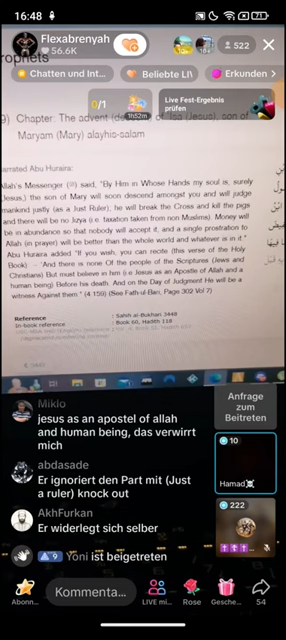 16:48
71
Flexabrenyah
56.6K
10+
10+
522
Chatten und Int...
Beliebte LIV
Erkunden >
0/1
1h52m
Live Fest-Ergebnis
prüfen
Chapter: The advent
Isa (Jesus), son of
Maryam (Mary) alayhis-salam.
arrated Abu Huraira:
Allah's Messenger (ﷺ) said, "By Him in Whose Hands my soul is, surely
Jesus,) the son of Mary will soon descend amongst you and will judge
mankind justly (as a Just Ruler); he will break the Cross and kill the pigs
and there will be no Jizya (i.e. taxation taken from non Muslims). Money will
be in abundance so that nobody will accept it, and a single prostration to
Allah (in prayer) will be better than the whole world and whatever is in it."
Abu Huraira added "If you wish, you can recite (this verse of the Holy
Book): - 'And there is none Of the people of the Scriptures (Jews and
Christians) But must believe in him (i.e Jesus as an Apostle of Allah and a
human being) Before his death. And on the Day of Judgment He will be a
witness Against them." (4.159) (See Fath-ul-Bari, Page 302 Vol 7)
Reference : Sahih al-Bukhari 3448
In-book reference : Book 60, Hadith 118
Miklo
jesus as an apostel of allah
and human being, das verwirrt
mich
abdasade
Er ignoriert den Part mit (Just
a ruler) knock out
AkhFurkan
Er widerlegt sich selber
9 Yoni ist beigetreten
Anfrage
zum
Beitreten
10
Hamad
222
Abonn...
Kommenta...
LIVE mi...
Rose
Gesche...
54